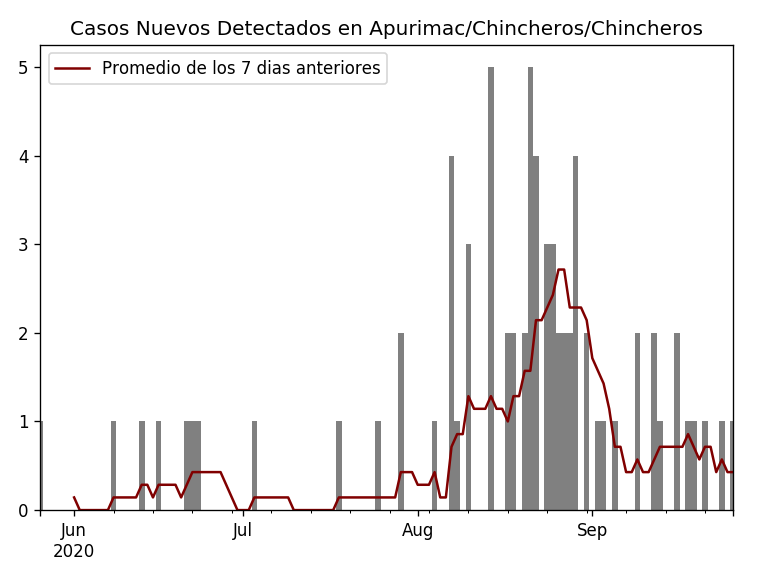 Casos Nuevos Detectados en Apurimac/Chincheros/Chincheros
Promedio de los 7 dias anteriores
5
4
3
2
1
0
Jun Jul Aug Sep
2020